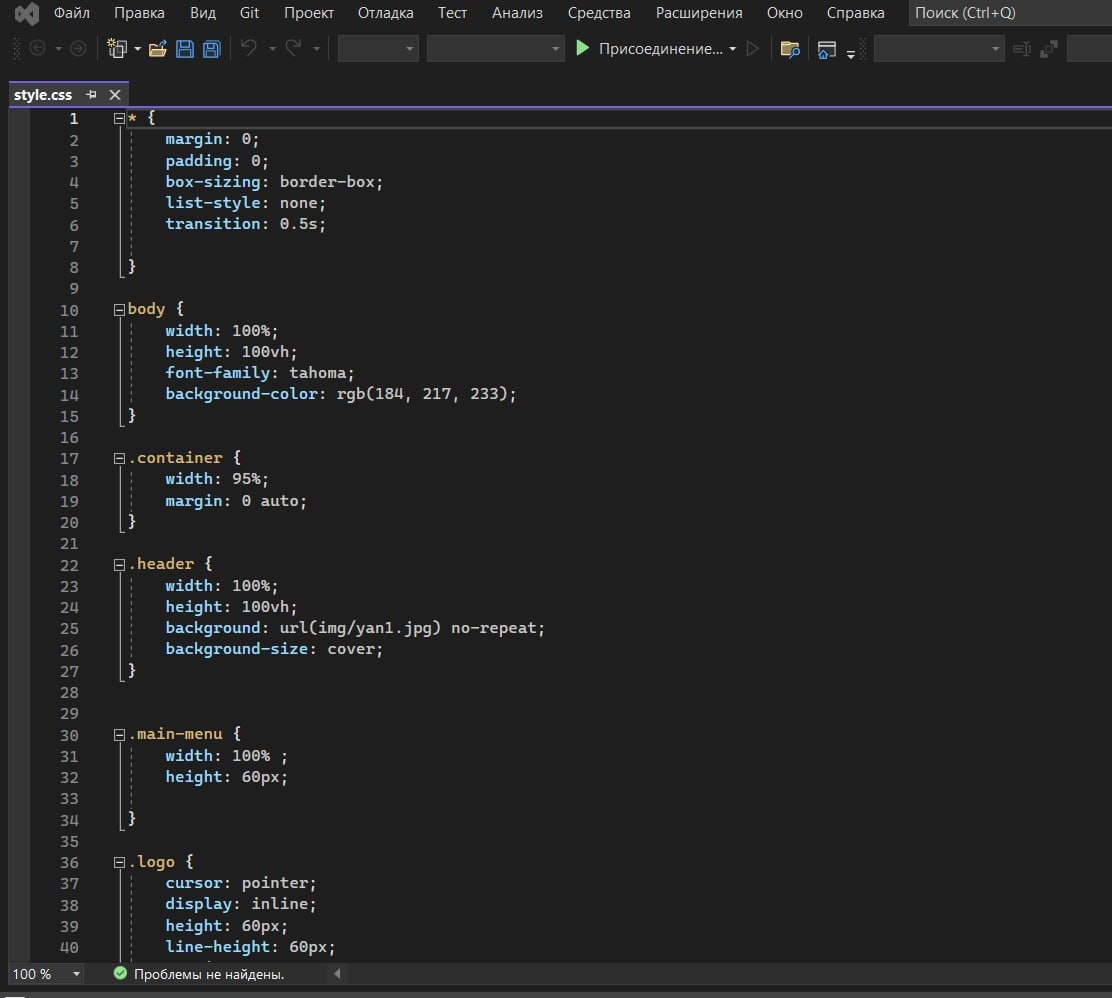 Файл Правка Вид Git Проект Отладка Тест Анализ Средства Расширения Окно Справка Поиск (Ctrl+Q)
Присоединение...
style.css
1 * {
2 margin: 0;
3 padding: 0;
4 box-sizing: border-box;
5 list-style: none;
6 transition: 0.5s;
7
8 }
9
10 body {
11 width: 100%;
12 height: 100vh;
13 font-family: tahoma;
14 background-color: rgb(184, 217, 233);
15 }
16
17 .container {
18 width: 95%;
19 margin: 0 auto;
20 }
21
22 .header {
23 width: 100%;
24 height: 100vh;
25 background: url(img/yan1.jpg) no-repeat;
26 background-size: cover;
27 }
28
29
30 .main-menu {
31 width: 100% ;
32 height: 60px;
33
34 }
35
36 .logo {
37 cursor: pointer;
38 display: inline;
39 height: 60px;
40 line-height: 60px;
100 % Проблемы не найдены.